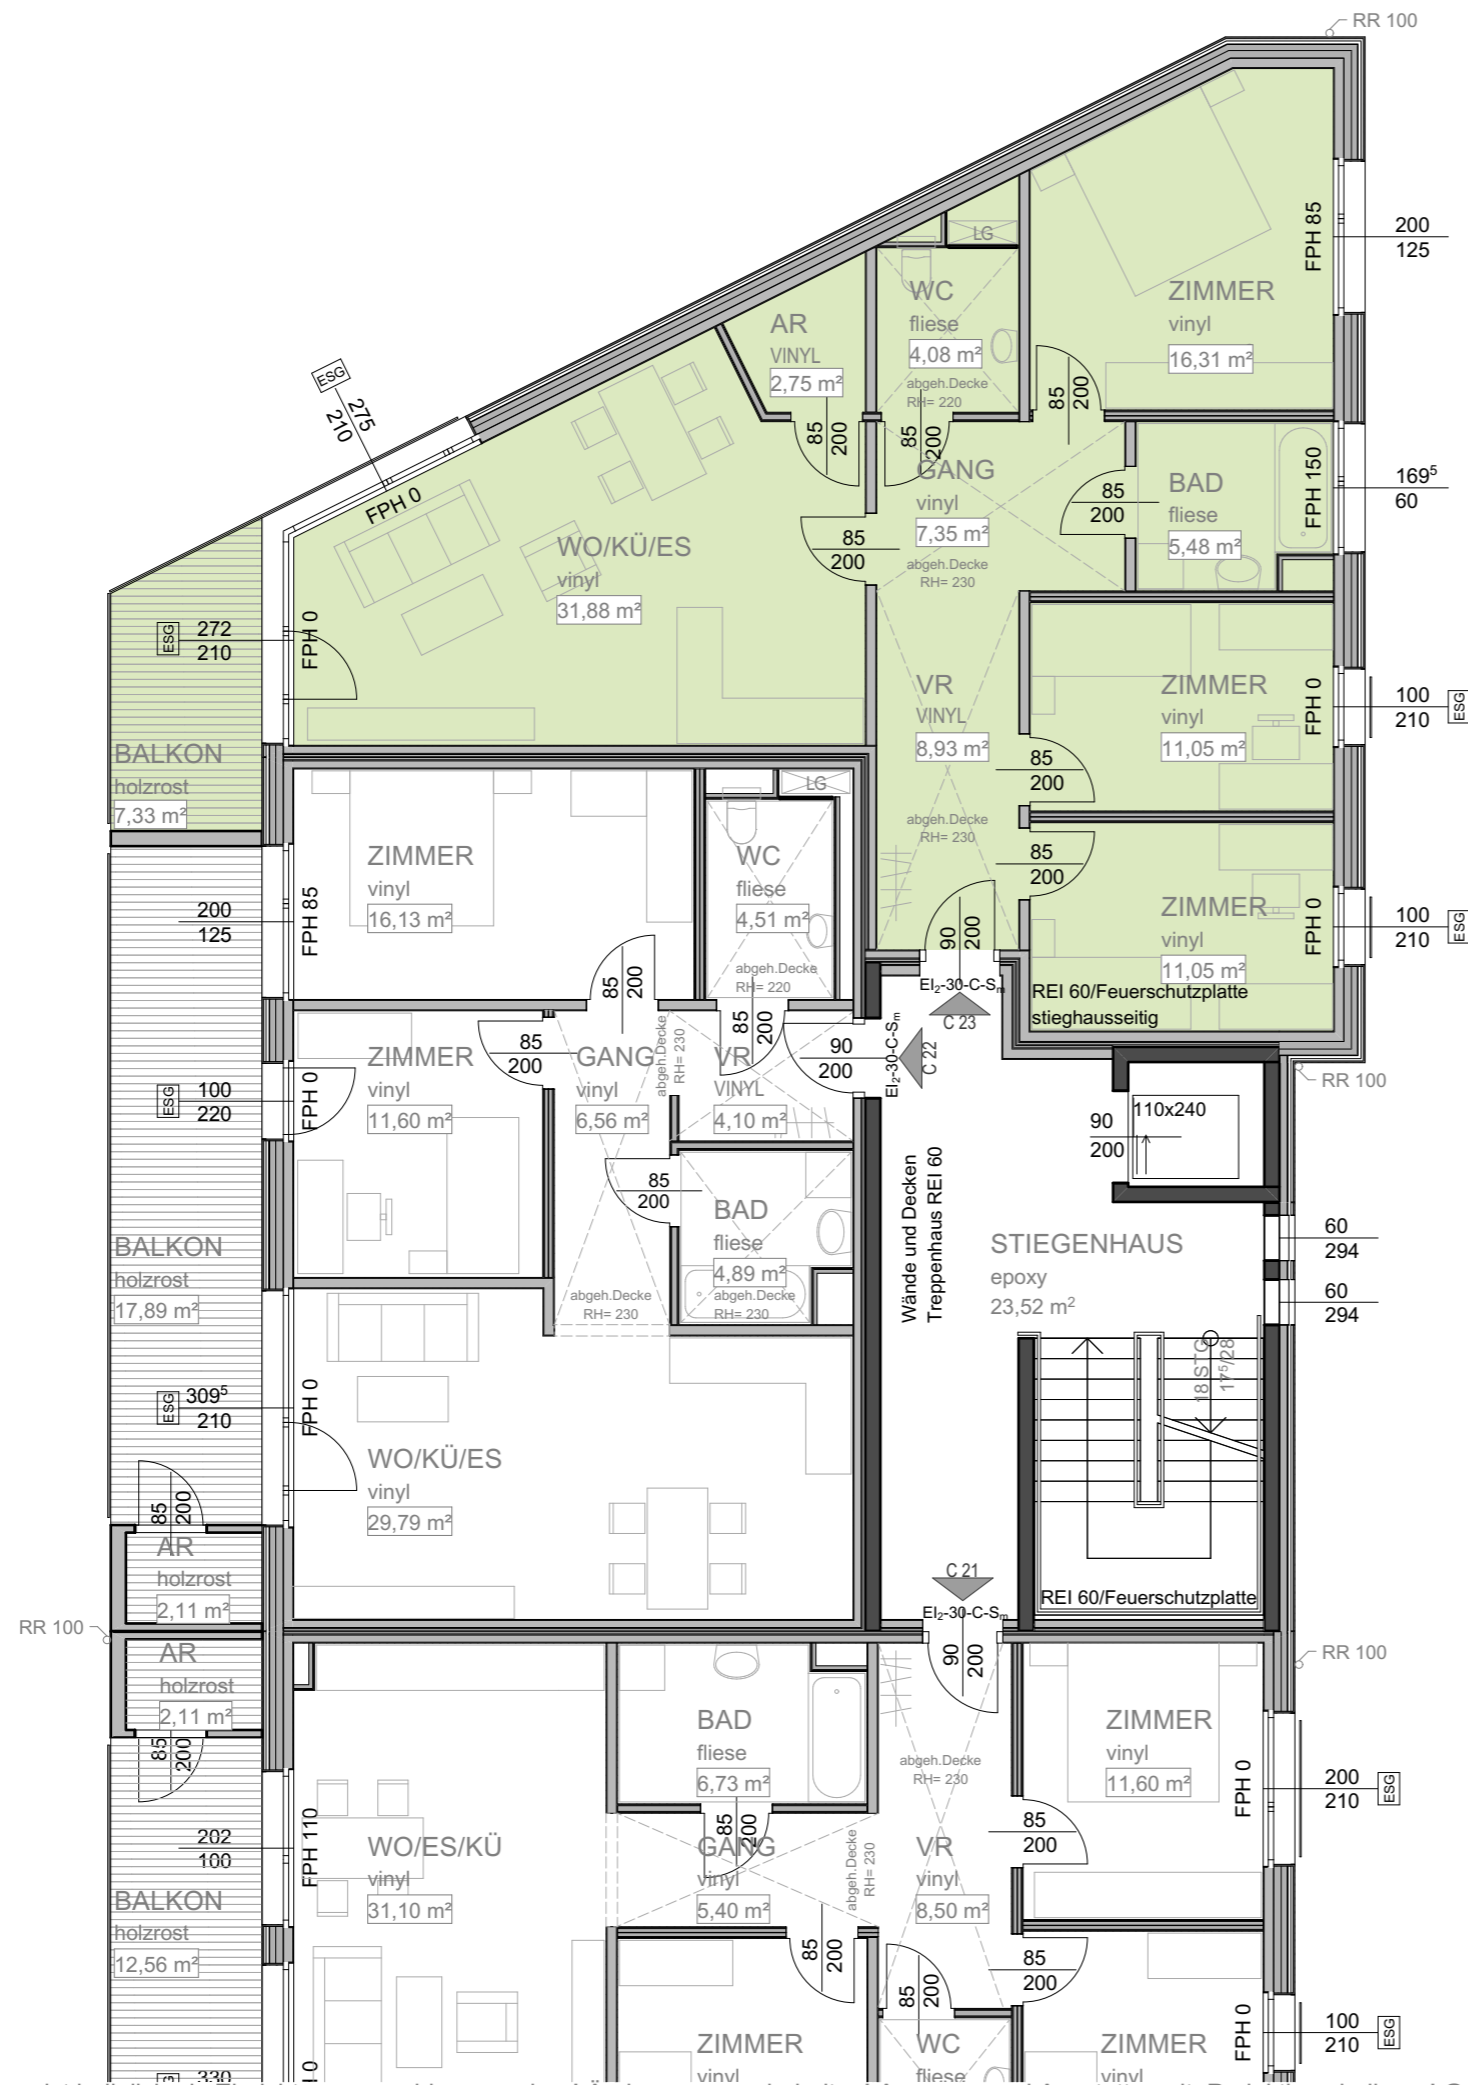 RR 100
LG
WC
fliese
4,08 m²
abgeh.Decke
RH= 220
ZIMMER
vinyl
16,31 m²
FPH 85
200
125
AR
VINYL
2,75 m²
85
200
85
200
85
200
ESG
275
210
FPH 0
GANG
vinyl
7,35 m²
abgeh.Decke
RH= 230
85
200
BAD
fliese
5,48 m²
FPH 150
169⁵
60
WO/KÜ/ES
vinyl
31,88 m²
85
200
ESG
272
210
FPH 0
BALKON
holzrost
7,33 m²
VR
VINYL
8,93 m²
abgeh.Decke
RH= 230
85
200
ZIMMER
vinyl
11,05 m²
FPH 0
100
210
ESG
85
200
ZIMMER
vinyl
11,05 m²
FPH 0
100
210
ESG
90
200
EI₂-30-C-Sₘ
C 23
REI 60/Feuerschutzplatte
stieghausseitig
ZIMMER
vinyl
16,13 m²
FPH 85
200
125
LG
WC
fliese
4,51 m²
abgeh.Decke
RH= 220
85
200
85
200
ZIMMER
vinyl
11,60 m²
85
200
ESG
100
220
FPH 0
GANG
vinyl
6,56 m²
abgeh.Decke
RH= 230
VR
VINYL
4,10 m²
90
200
EI₂-30-C-Sₘ
C 22
RR 100
110x240
90
200
Wände und Decken
Treppenhaus REI 60
85
200
BAD
fliese
4,89 m²
abgeh.Decke
RH= 230
abgeh.Decke
RH= 230
STIEGENHAUS
epoxy
23,52 m²
60
294
60
294
18 STG
17⁵/28
BALKON
holzrost
17,89 m²
ESG
309⁵
210
FPH 0
WO/KÜ/ES
vinyl
29,79 m²
85
200
AR
holzrost
2,11 m²
REI 60/Feuerschutzplatte
C 21
EI₂-30-C-Sₘ
90
200
RR 100
RR 100
AR
holzrost
2,11 m²
85
200
BAD
fliese
6,73 m²
85
200
abgeh.Decke
RH= 230
ZIMMER
vinyl
11,60 m²
FPH 0
200
210
ESG
85
200
202
100
FPH 110
WO/ES/KÜ
vinyl
31,10 m²
GANG
vinyl
5,40 m²
abgeh.Decke
RH= 230
VR
vinyl
8,50 m²
BALKON
holzrost
12,56 m²
85
200
85
200
85
200
ZIMMER
vinyl
WC
fliese
ZIMMER
vinyl
FPH 0
100
210
ESG
330